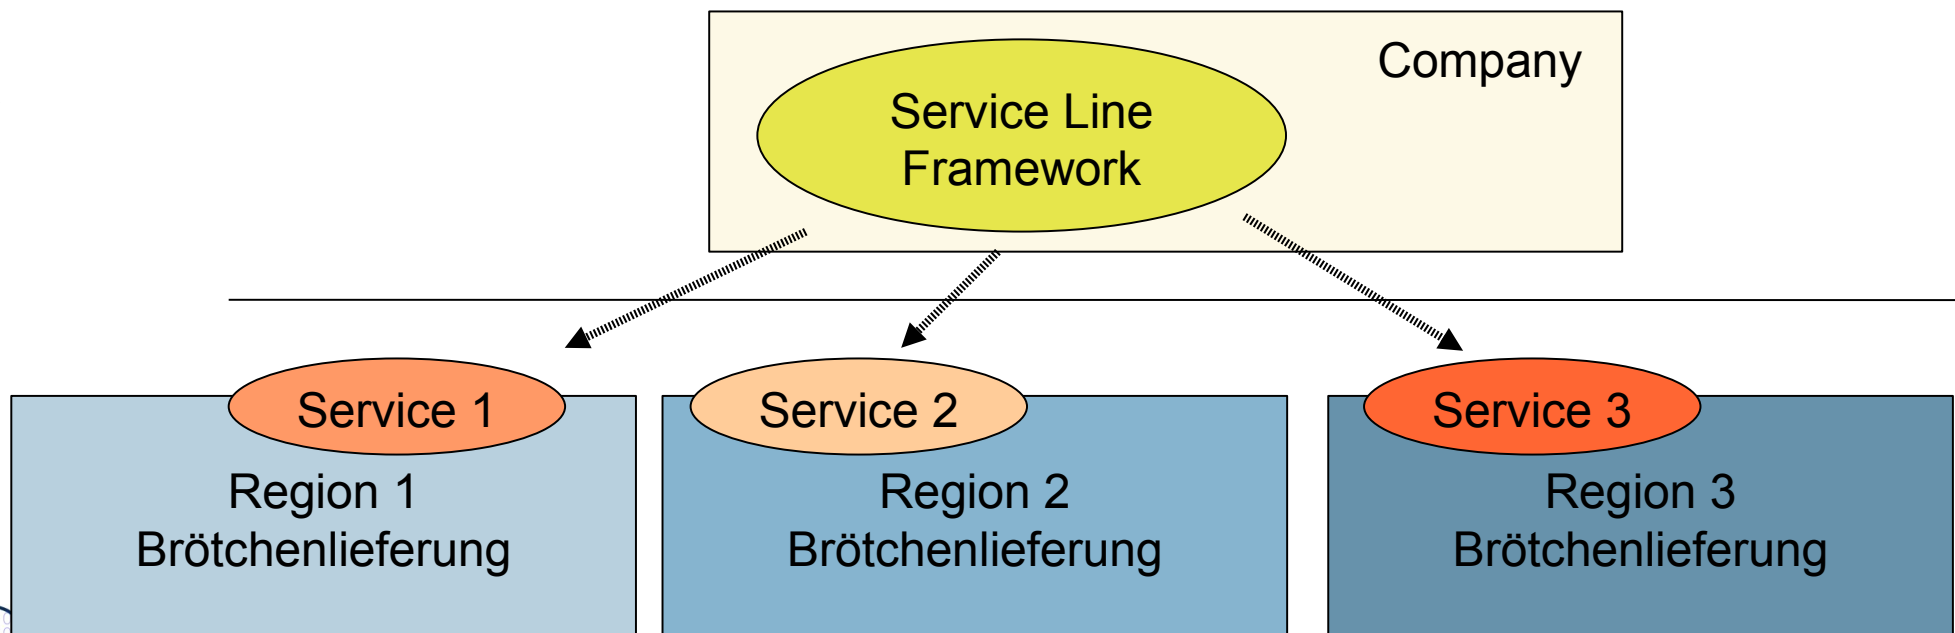 Company
Service Line
Framework
Service 1
Service 2
Service 3
Region 1
Brötchenlieferung
Region 2
Brötchenlieferung
Region 3
Brötchenlieferung